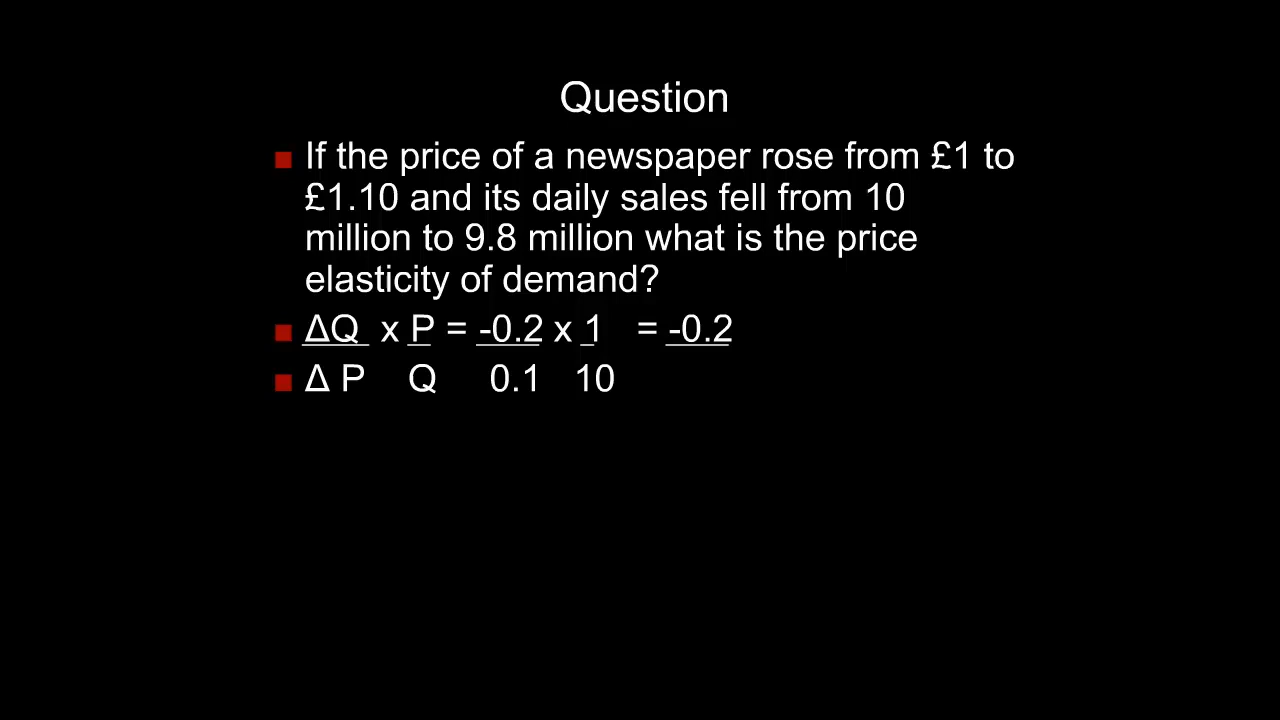 Question
If the price of a newspaper rose from £1 to
£1.10 and its daily sales fell from 10
million to 9.8 million what is the price
elasticity of demand?
ΔQ x P = -0.2 x 1 = -0.2
Δ P Q 0.1 10